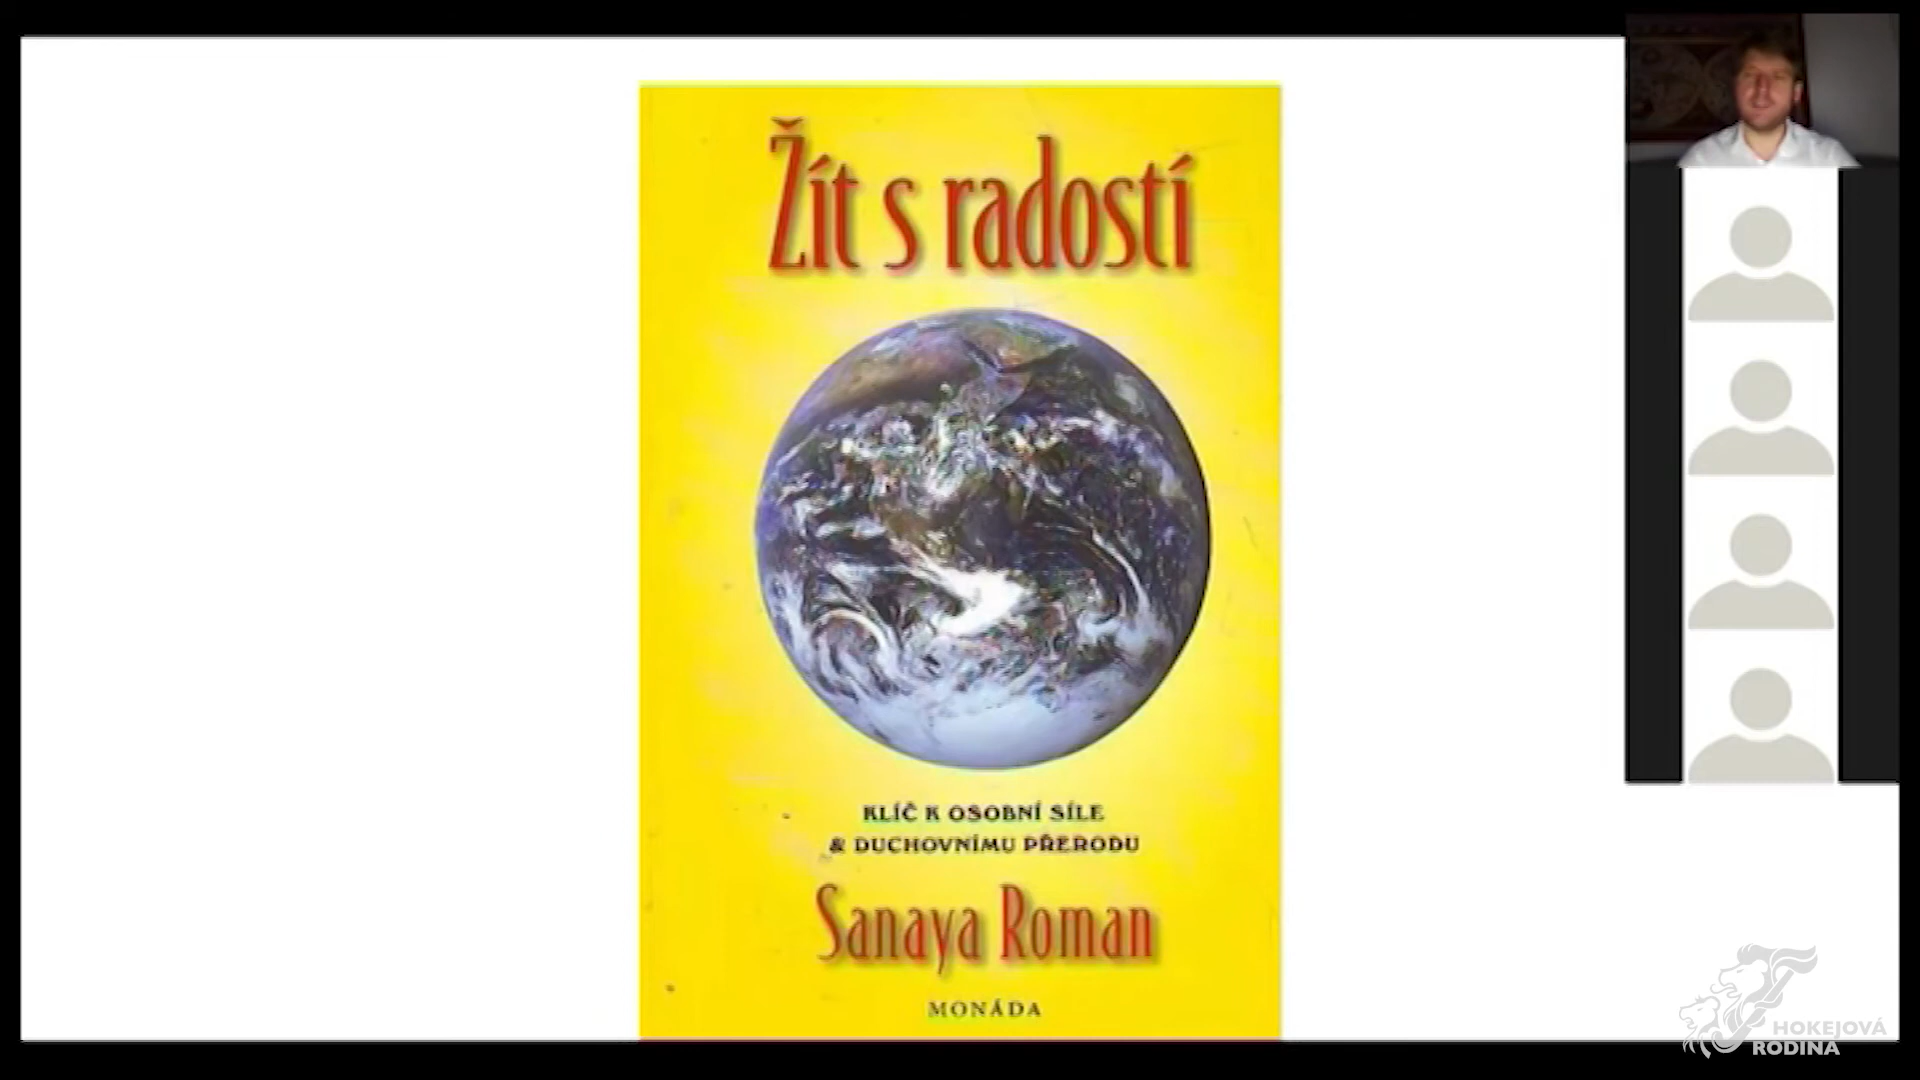 Žít s radostí
KLÍČ K OSOBNÍ SÍLE
& DUCHOVNÍMU PŘERODU
Sanaya Roman
MONÁDA
HOKEJOVÁ
RODINA